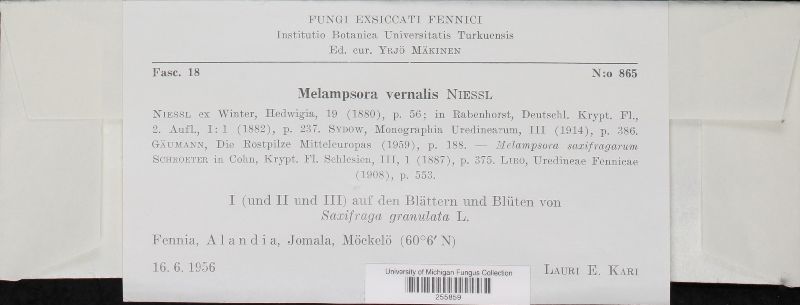 FUNGI EXSICCATI FENNICI
Institutio Botanica Universitatis Turkuensis
Ed. cur. YRJÖ MÄKINEN
Fasc. 18 N:o 865
Melampsora vernalis NIESSL
NIESSL ex Winter, Hedwigia, 19 (1880), p. 56; in Rabenhorst, Deutschl. Krypt. Fl.,
2. Aufl., 1: 1 (1882), p. 237. SYDOW, Monographia Uredinearum, III (1914), p. 386.
GÄUMANN, Die Rostpilze Mitteleuropas (1959), p. 188. — Melampsora saxifragarum
SCHROETER in Cohn, Krypt. Fl. Schlesien, III, 1 (1887), p. 375. LIRO, Uredineae Fennicae
(1908), p. 553.
I (und II und III) auf den Blättern und Blüten von
Saxifraga granulata L.
Fennia, Alandia, Jomala, Möckelö (60°6′ N)
16. 6. 1956 LAURI E. KARI
University of Michigan Fungus Collection
255859